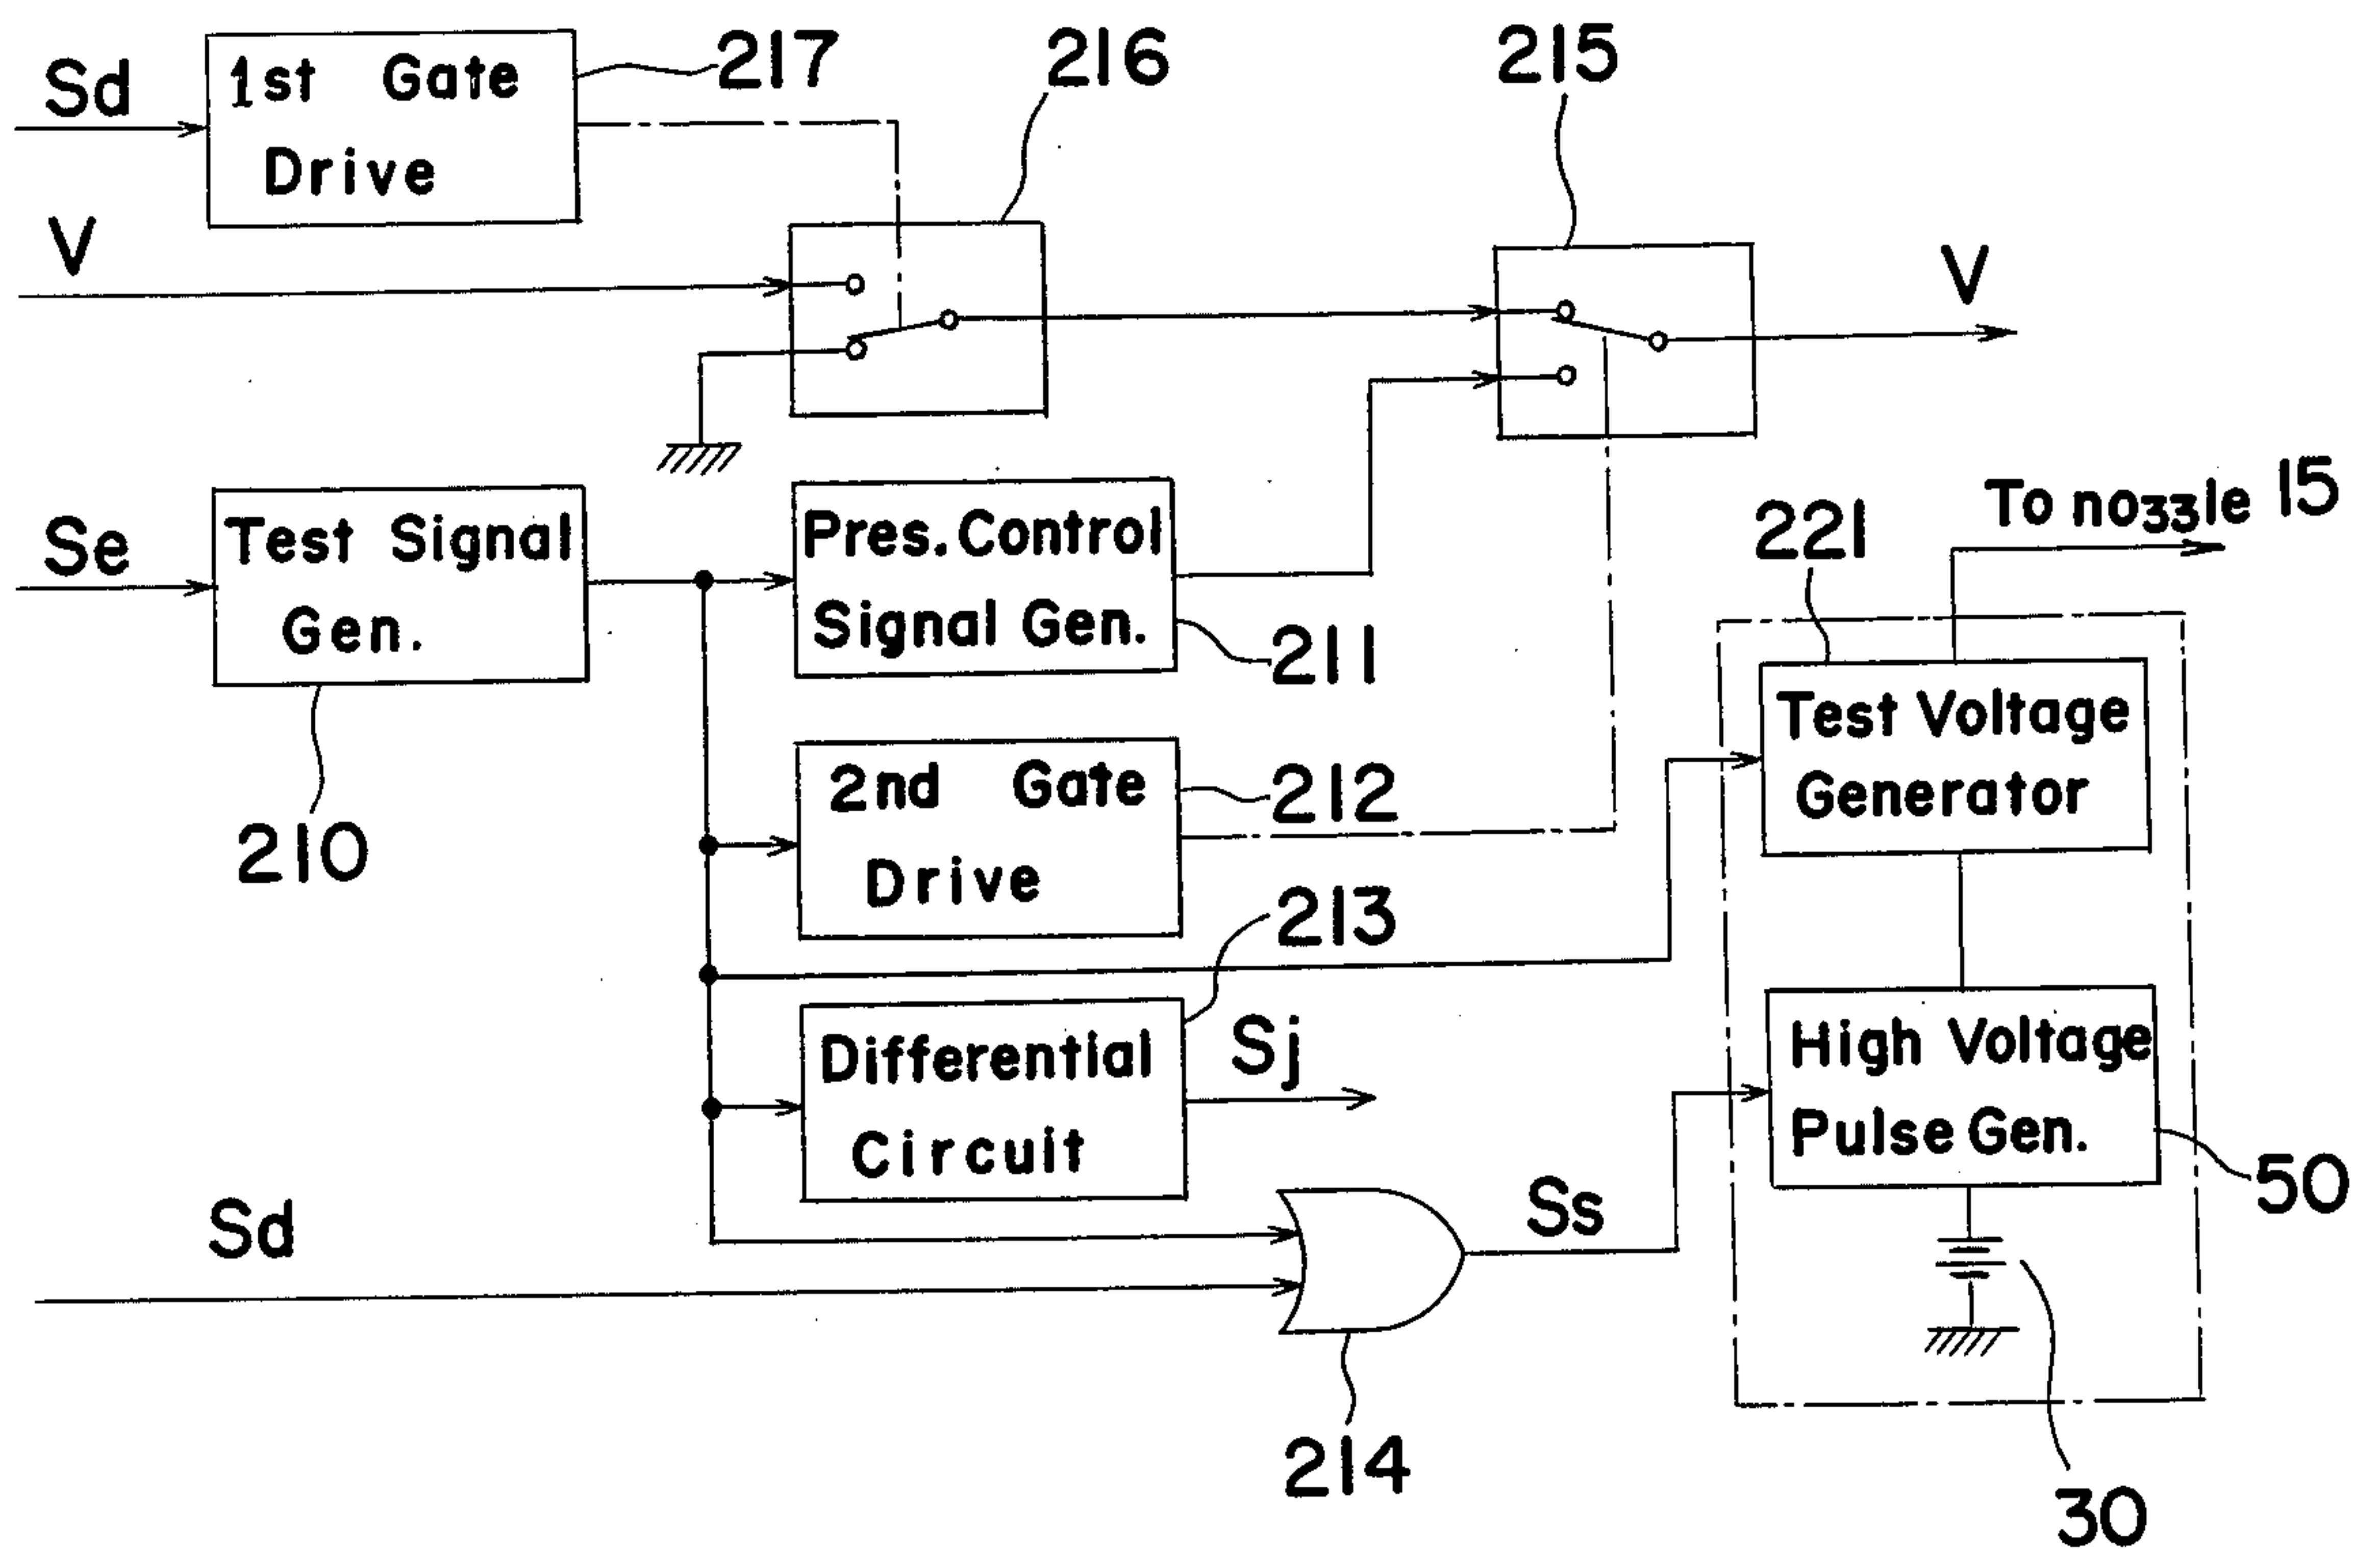 217
216
215
Sd
1st Gate
Drive
V
V
Se
Test Signal
Gen.
210
Pres. Control
Signal Gen.
211
To nozzle 15
221
Test Voltage
Generator
2nd Gate
Drive
212
213
Differential
Circuit
Sj
High Voltage
Pulse Gen.
50
Sd
Ss
214
30